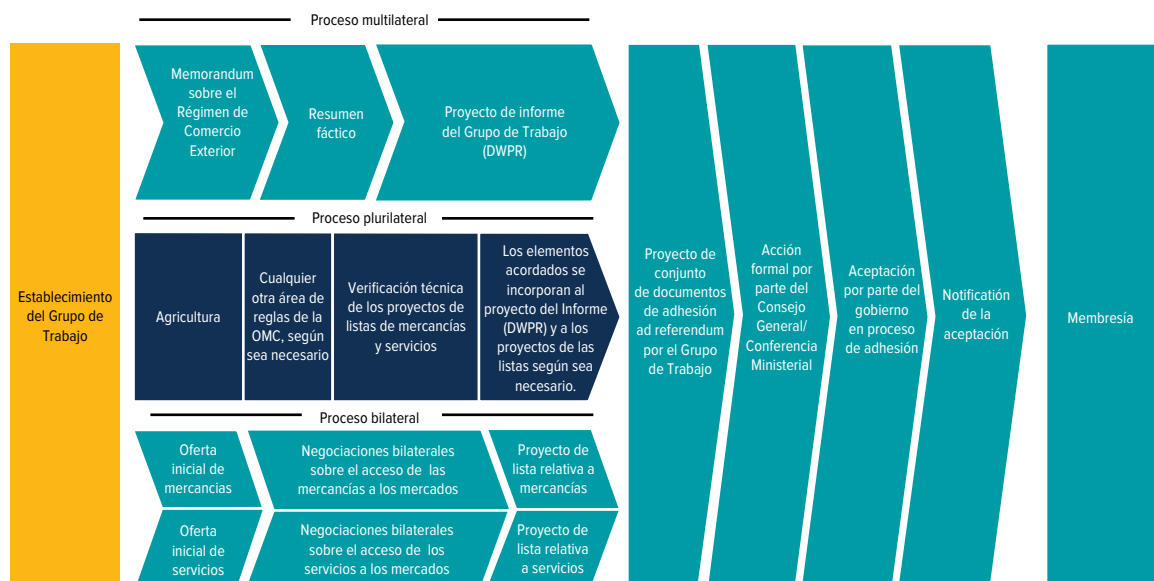 Proceso multilateral
Establecimiento
del Grupo de
Trabajo
Memorandum
sobre el
Régimen de
Comercio
Exterior
Resumen
fáctico
Proyecto de informe
del Grupo de Trabajo
(DWPR)
Proceso plurilateral
Agricultura
Cualquier
otra área de
reglas de la
OMC, según
sea necesario
Verificación técnica
de los proyectos de
listas de mercancías
y servicios
Los elementos
acordados se
incorporan al
proyecto del Informe
(DWPR) y a los
proyectos de las
listas según sea
necesario.
Proceso bilateral
Oferta
inicial de
mercancias
Negociaciones bilaterales
sobre el acceso de las
mercancías a los mercados
Proyecto de
lista relativa a
mercancías
Oferta
inicial de
servicios
Negociaciones bilaterales
sobre el acceso de los
servicios a los mercados
Proyecto de
lista relativa
a servicios
Proyecto de
conjunto
de documentos
de adhesión
ad referendum
por el Grupo
de Trabajo
Acción
formal por
parte del
Consejo
General/
Conferencia
Ministerial
Aceptación
por parte del
gobierno
en proceso
de adhesión
Notificatión
de la
aceptación
Membresía